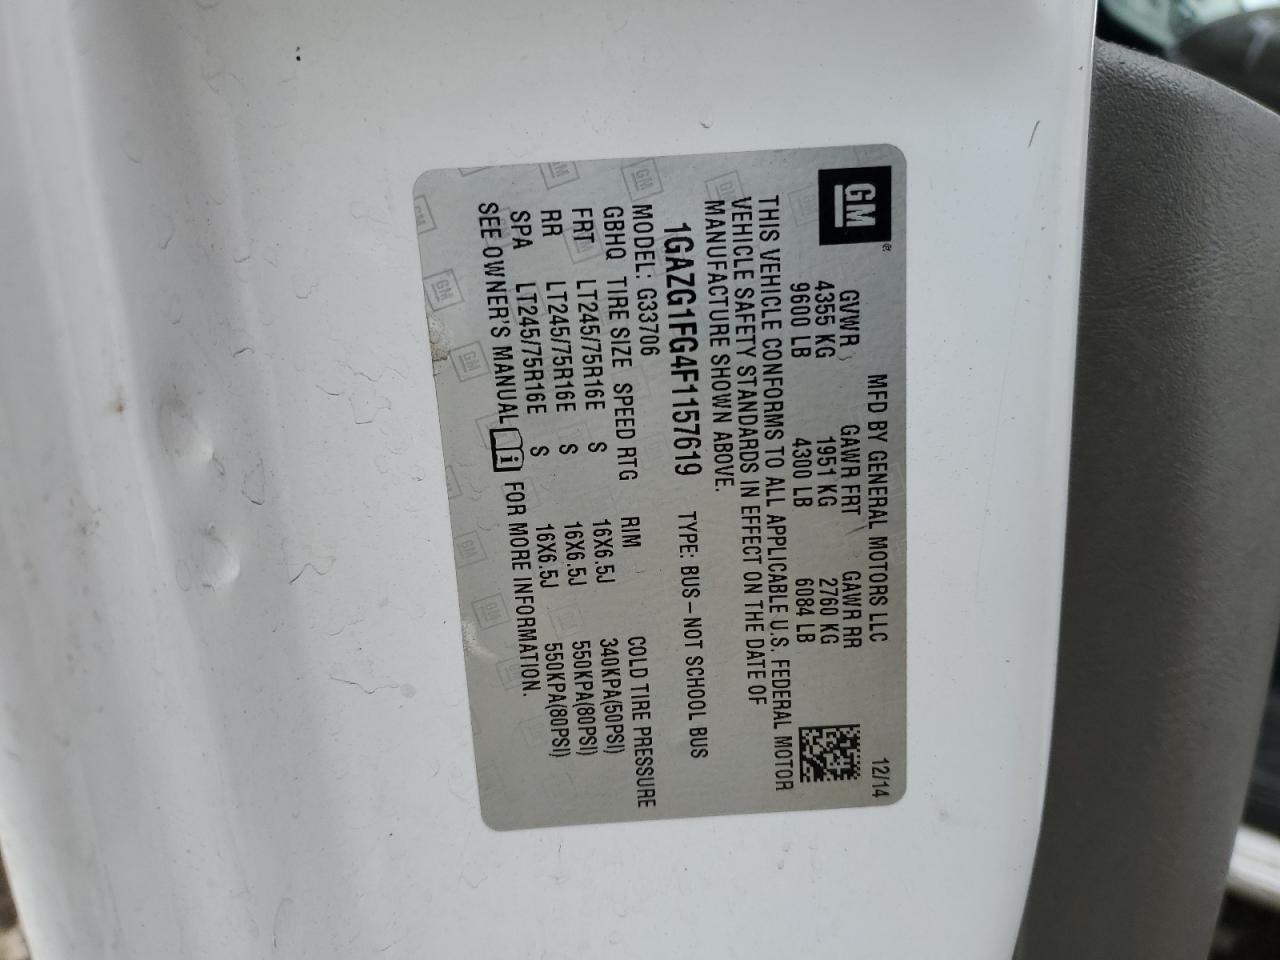 GM
MFD BY GENERAL MOTORS LLC 12/14
GVWR GAWR FRT GAWR RR
4355 KG 1951 KG 2760 KG
9600 LB 4300 LB 6084 LB
THIS VEHICLE CONFORMS TO ALL APPLICABLE U.S. FEDERAL MOTOR
VEHICLE SAFETY STANDARDS IN EFFECT ON THE DATE OF
MANUFACTURE SHOWN ABOVE.
1GAZG1FG4F1157619 TYPE: BUS–NOT SCHOOL BUS
MODEL: G33706
GBHQ TIRE SIZE SPEED RTG RIM COLD TIRE PRESSURE
FRT LT245/75R16E S 16X6.5J 340KPA(50PSI)
RR LT245/75R16E S 16X6.5J 550KPA(80PSI)
SPA LT245/75R16E S 16X6.5J 550KPA(80PSI)
SEE OWNER'S MANUAL i FOR MORE INFORMATION.